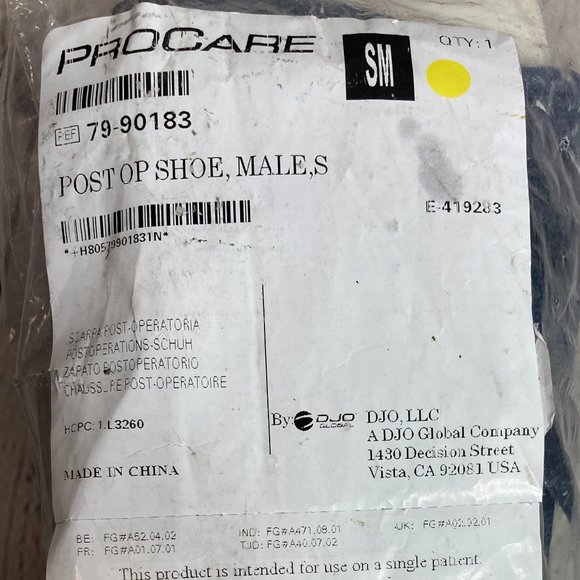 PROCARE
SM
QTY: 1
REF 79-90183
POST OP SHOE, MALE,S
E-419283
SCARPA POST-OPERATORIA
POSTOPERATIONS-SCHUH
ZAPATO POSTOPERATORIO
CHAUSSURE POST-OPERATOIRE
HCPC: L3260
By: DJO GLOBAL
DJO, LLC
A DJO Global Company
1430 Decision Street
Vista, CA 92081 USA
MADE IN CHINA
BE: FG#A52.04.02
FR: FG#A01.07.01
IND: FG#A471.08.01
TJD: FG#A40.07.02
UK: FG#A02.02.01
This product is intended for use on a single patient.